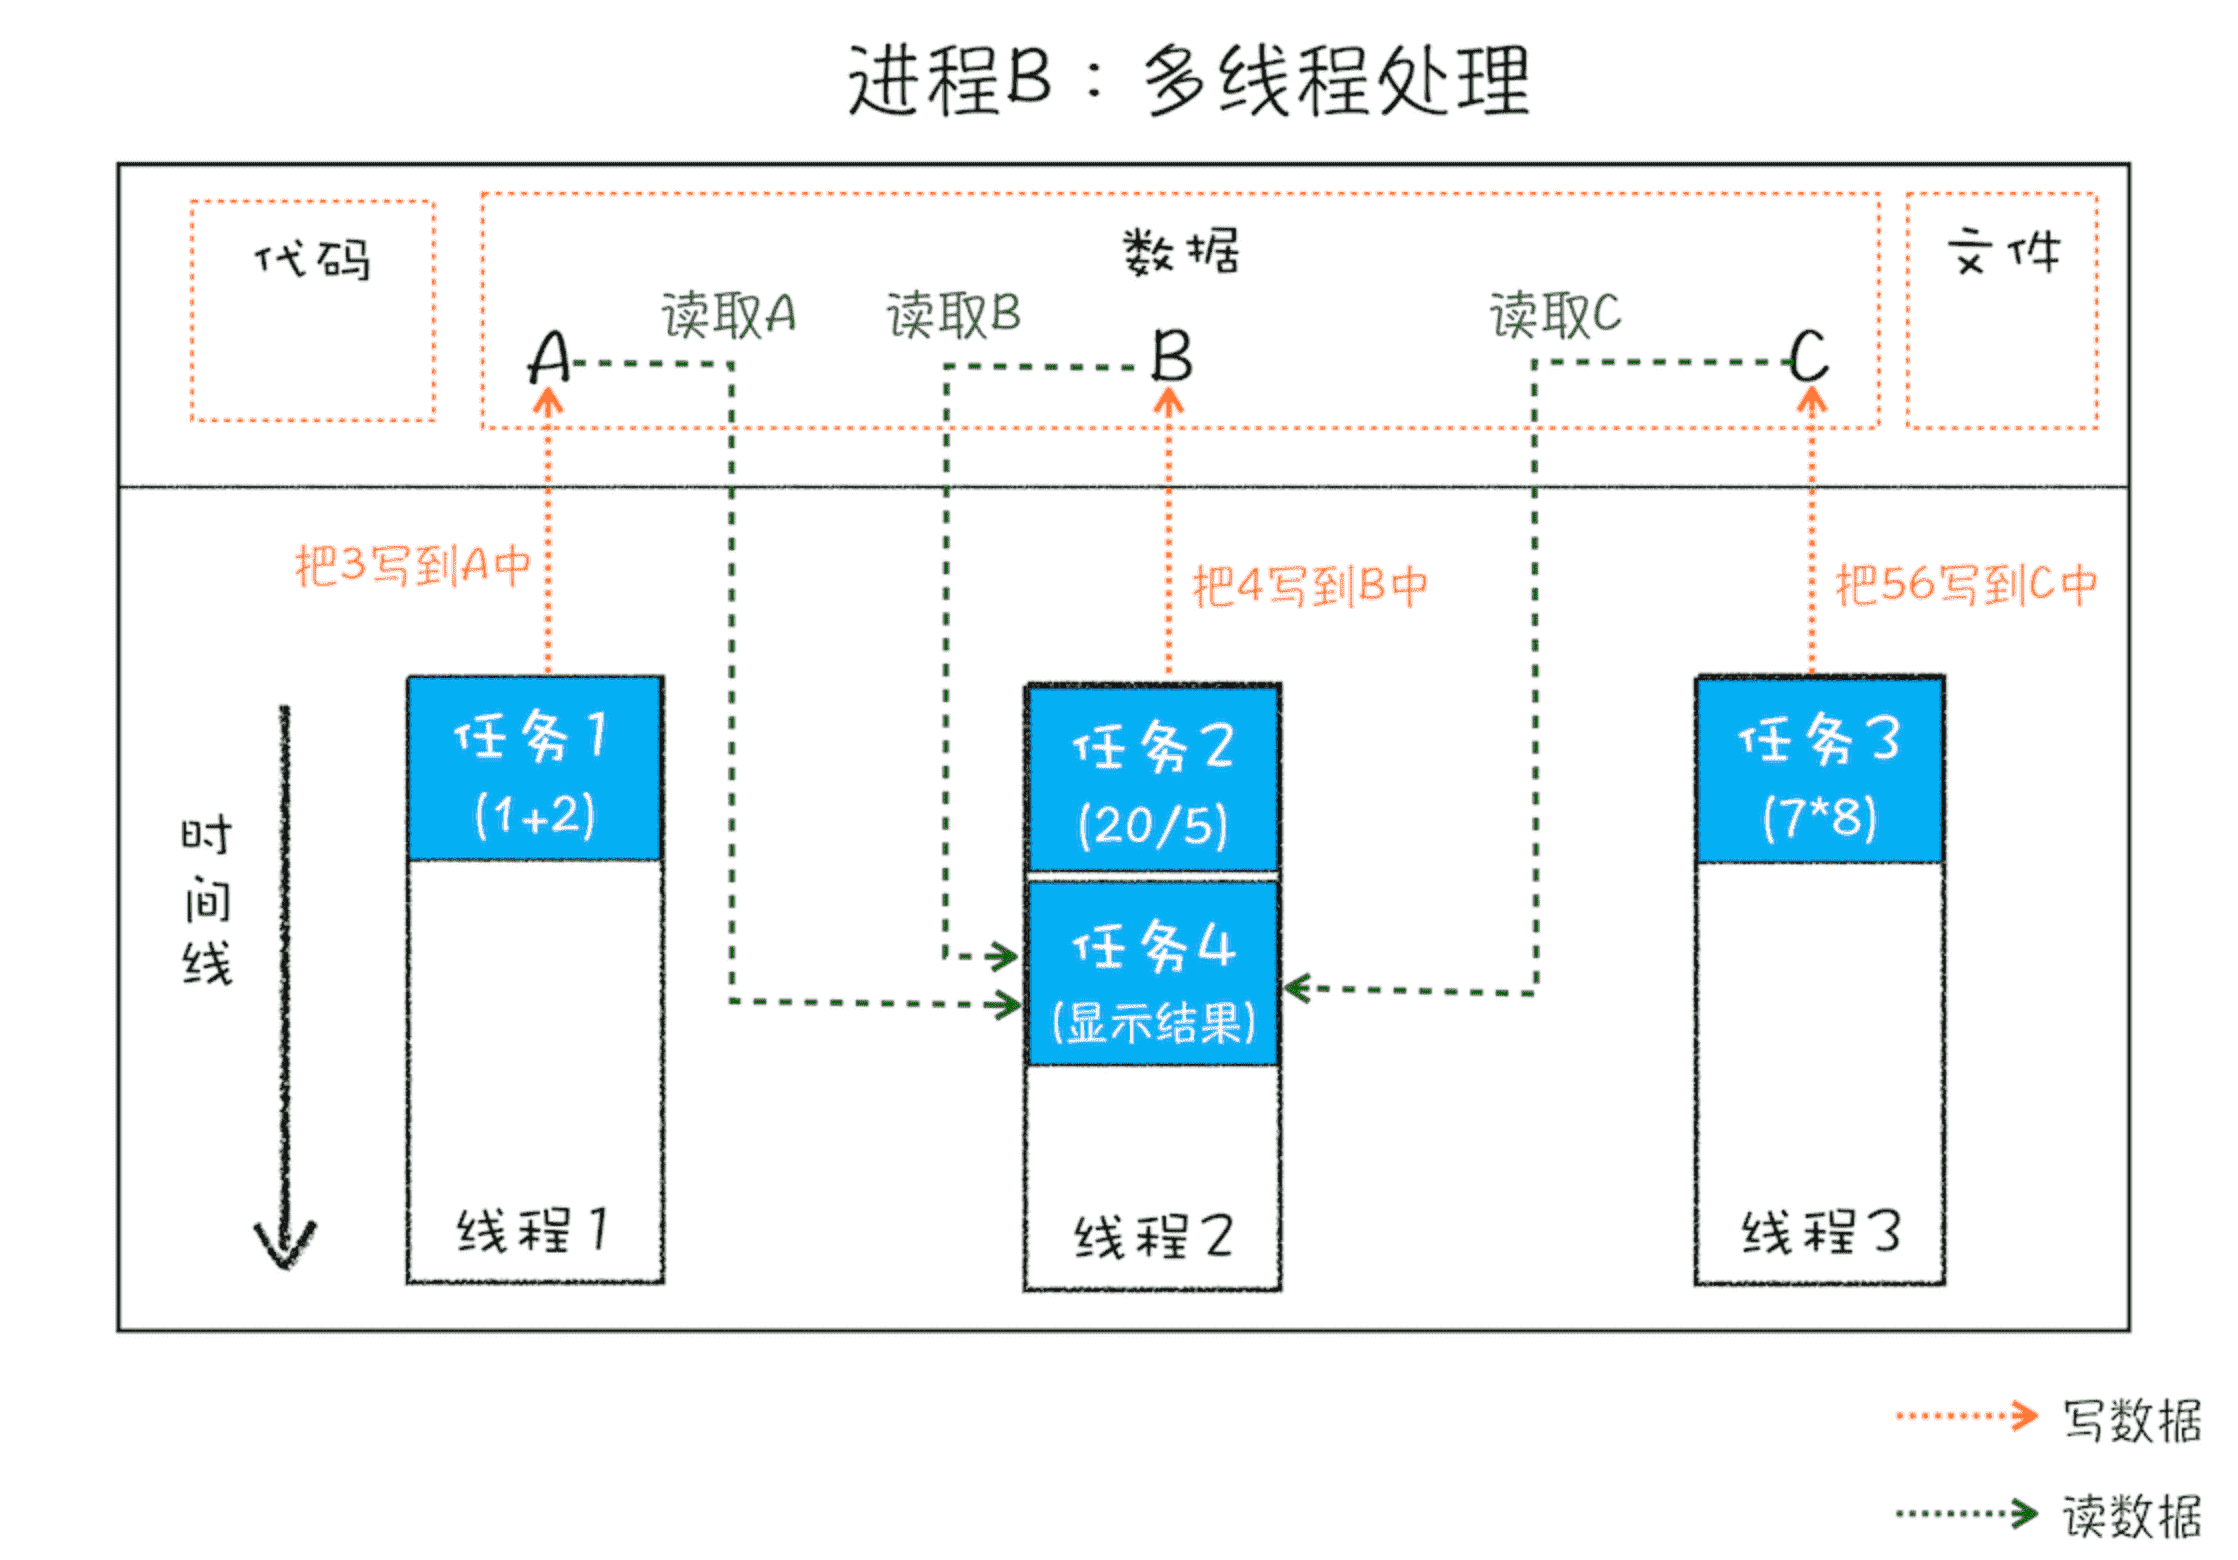 进程B：多线程处理
代码
数据
文件
读取A
读取B
读取C
A
B
C
把3写到A中
把4写到B中
把56写到C中
时间线
任务1
(1+2)
线程1
任务2
(20/5)
任务4
(显示结果)
线程2
任务3
(7*8)
线程3
写数据
读数据